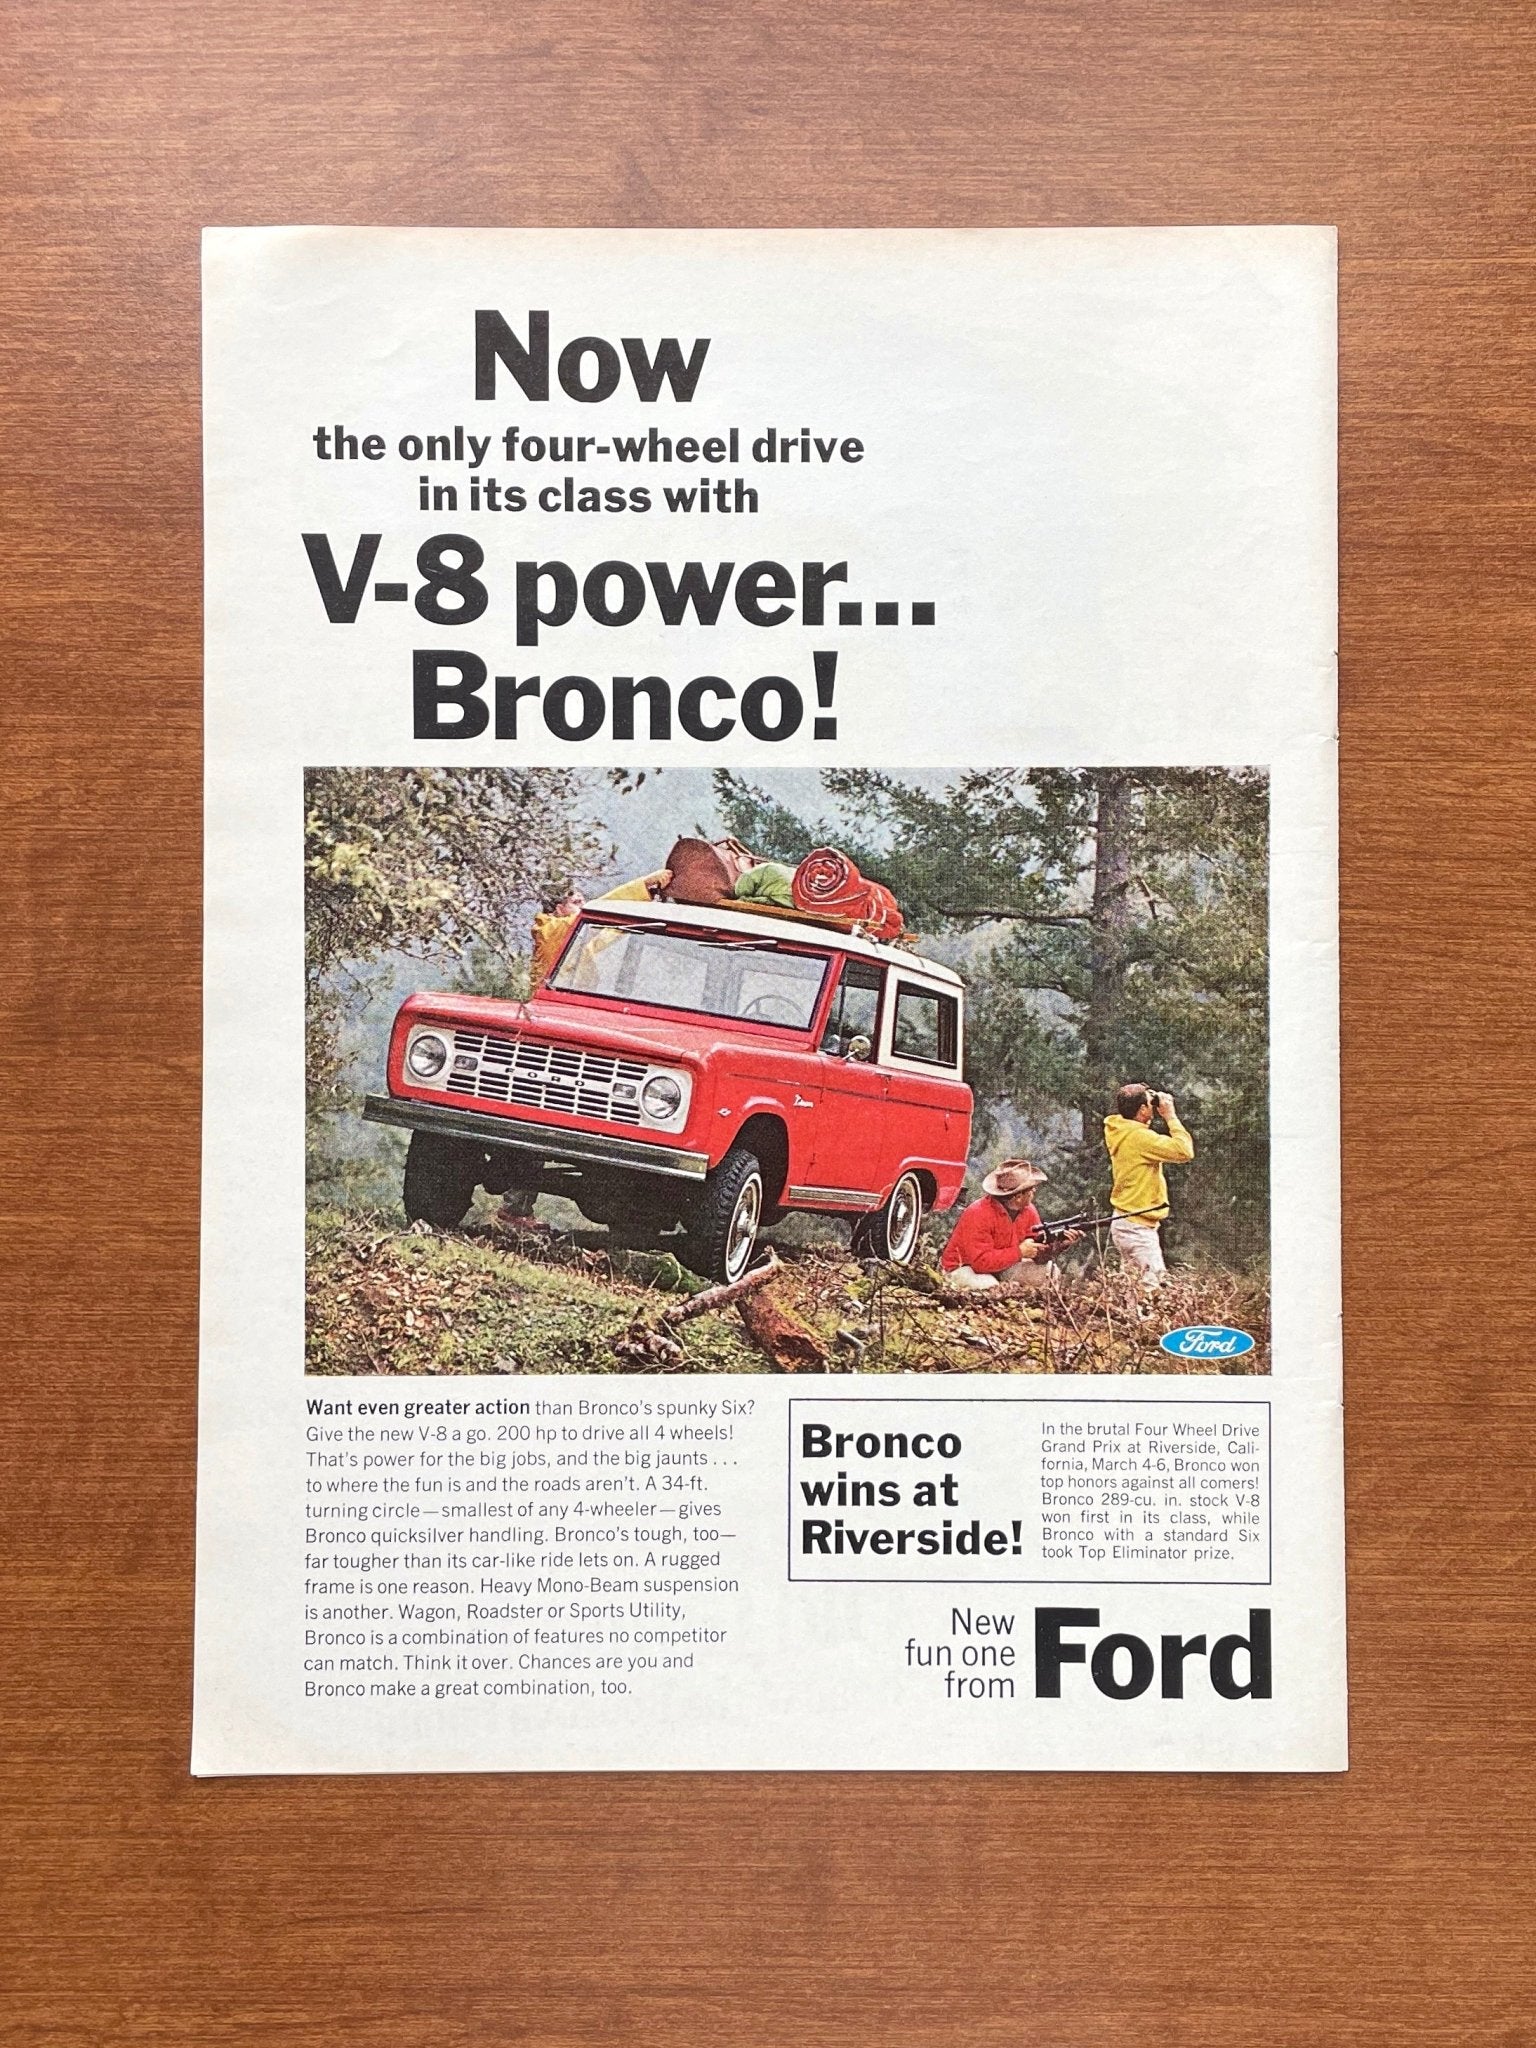 Now
the only four-wheel drive
in its class with
V-8 power...
Bronco!
FORD
Ford
Want even greater action than Bronco's spunky Six?
Give the new V-8 a go. 200 hp to drive all 4 wheels!
That's power for the big jobs, and the big jaunts . . .
to where the fun is and the roads aren't. A 34-ft.
turning circle—smallest of any 4-wheeler—gives
Bronco quicksilver handling. Bronco's tough, too—
far tougher than its car-like ride lets on. A rugged
frame is one reason. Heavy Mono-Beam suspension
is another. Wagon, Roadster or Sports Utility,
Bronco is a combination of features no competitor
can match. Think it over. Chances are you and
Bronco make a great combination, too.
Bronco
wins at
Riverside!
In the brutal Four Wheel Drive
Grand Prix at Riverside, Cali-
fornia, March 4-6, Bronco won
top honors against all comers!
Bronco 289-cu. in. stock V-8
won first in its class, while
Bronco with a standard Six
took Top Eliminator prize.
New
fun one
from
Ford